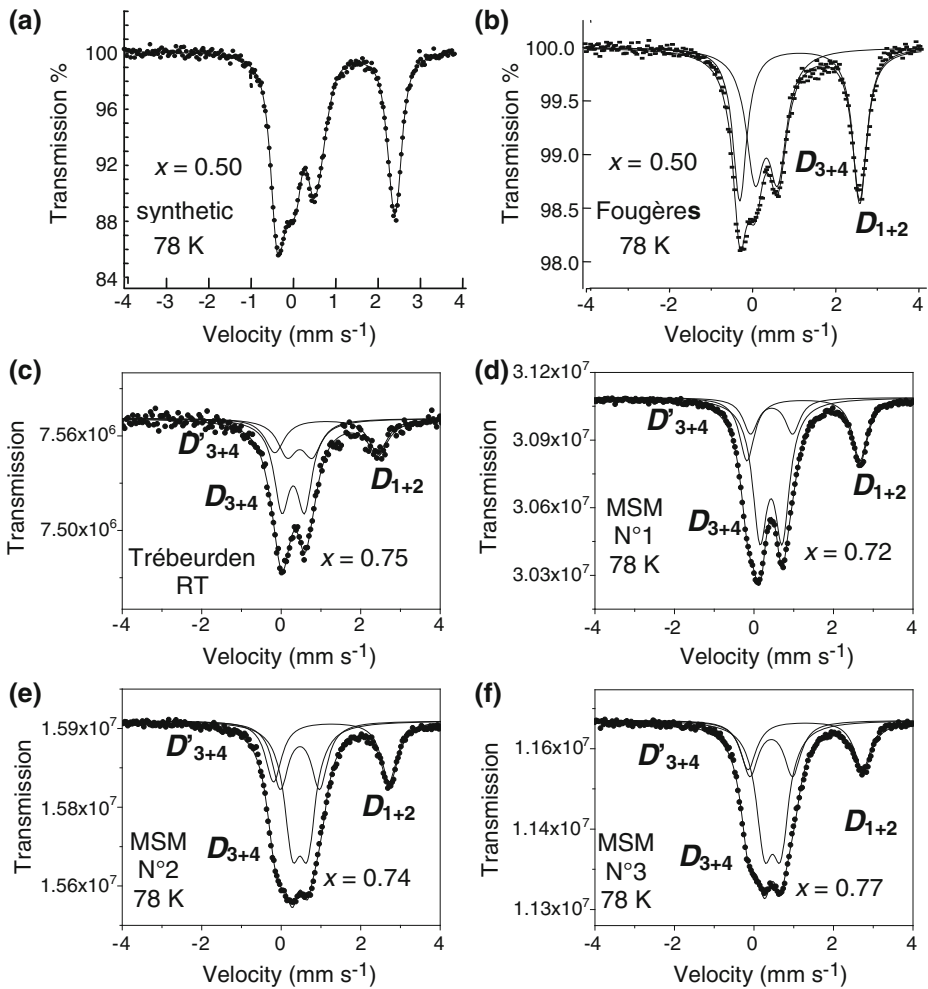 (a)
Transmission %
100
96
92
88
84
x = 0.50
synthetic
78 K
-4 -3 -2 -1 0 1 2 3 4
Velocity (mm s-1)
(b)
Transmission %
100.0
99.5
99.0
98.5
98.0
x = 0.50
Fougères
78 K
D3+4
D1+2
-4 -2 0 2 4
Velocity (mm s-1)
(c)
Transmission
7.56x10⁶
7.50x10⁶
D'3+4
D3+4
D1+2
Trébeurden
RT
x = 0.75
-4 -2 0 2 4
Velocity (mm s-1)
(d)
Transmission
3.12x10⁷
3.09x10⁷
3.06x10⁷
3.03x10⁷
D'3+4
D3+4
D1+2
MSM
N°1
78 K
x = 0.72
-4 -2 0 2 4
Velocity (mm s-1)
(e)
Transmission
1.59x10⁷
1.58x10⁷
1.56x10⁷
D'3+4
D3+4
D1+2
MSM
N°2
78 K
x = 0.74
-4 -2 0 2 4
Velocity (mm s-1)
(f)
Transmission
1.16x10⁷
1.14x10⁷
1.13x10⁷
D'3+4
D3+4
D1+2
MSM
N°3
78 K
x = 0.77
-4 -2 0 2 4
Velocity (mm s-1)